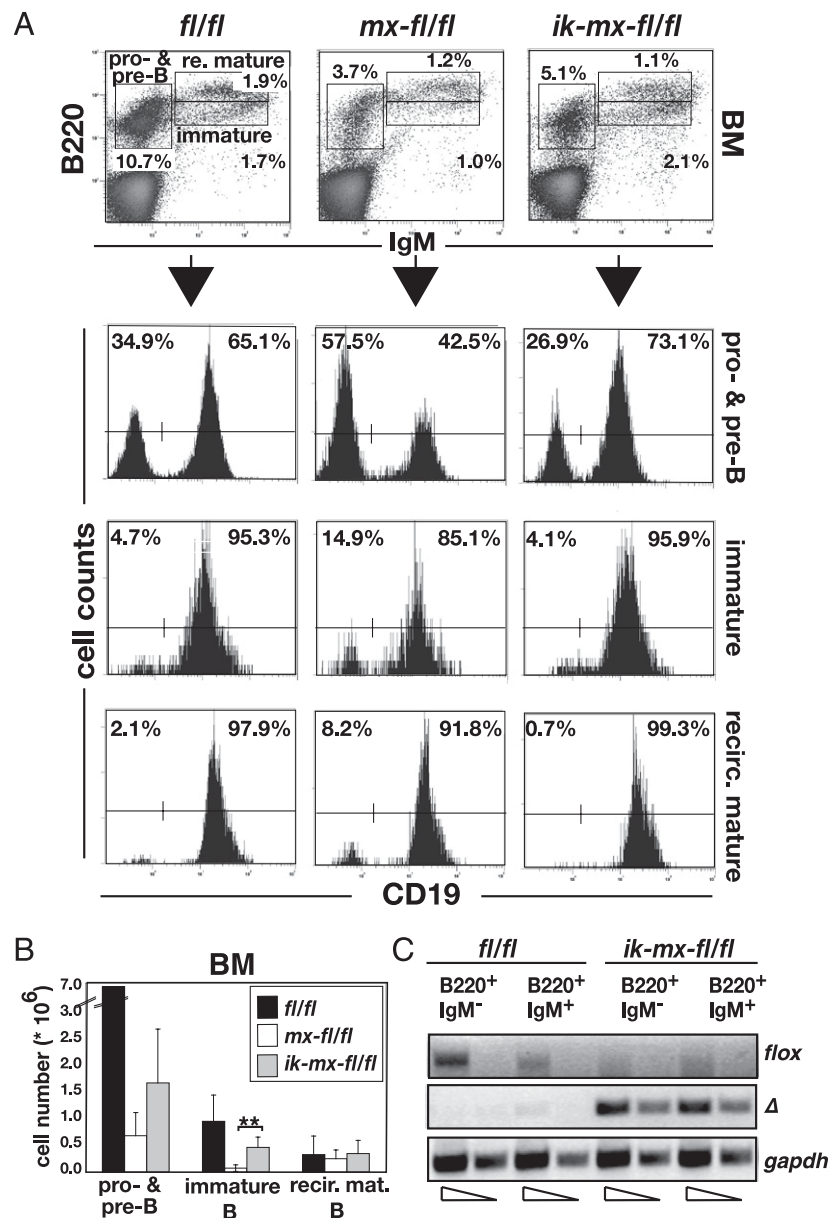 A
fl/fl
mx-fl/fl
ik-mx-fl/fl
pro- & re. mature
pre-B
1.9%
immature
10.7%
1.7%
3.7%
1.2%
1.0%
5.1%
1.1%
2.1%
B220
BM
IgM
34.9% 65.1%
57.5% 42.5%
26.9% 73.1%
pro- & pre-B
4.7% 95.3%
14.9% 85.1%
4.1% 95.9%
immature
2.1% 97.9%
8.2% 91.8%
0.7% 99.3%
recirc. mature
cell counts
CD19
B
BM
7.0
3.0
3.0
2.5
2.0
1.5
1.0
0.5
0.0
cell number (* 10⁶)
fl/fl
mx-fl/fl
ik-mx-fl/fl
**
pro- &
pre-B
immature
B
recir. mat.
B
C
fl/fl
ik-mx-fl/fl
B220+
IgM-
B220+
IgM+
B220+
IgM-
B220+
IgM+
flox
Δ
gapdh